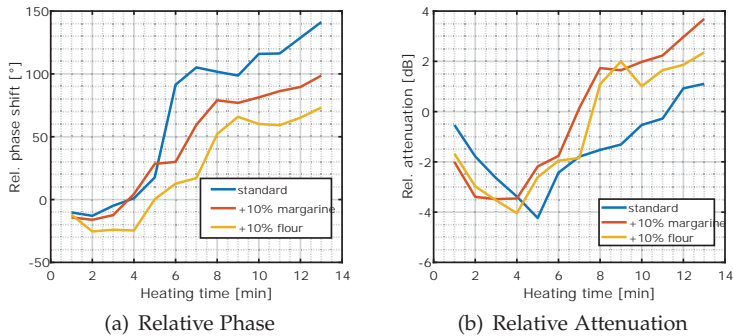 150
100
50
0
-50
0
2
4
6
8
10
12
14
Rel. phase shift [°]
Heating time [min]
standard
+10% margarine
+10% flour
(a) Relative Phase
4
2
0
-2
-4
-6
0
2
4
6
8
10
12
14
Rel. attenuation [dB]
Heating time [min]
standard
+10% margarine
+10% flour
(b) Relative Attenuation